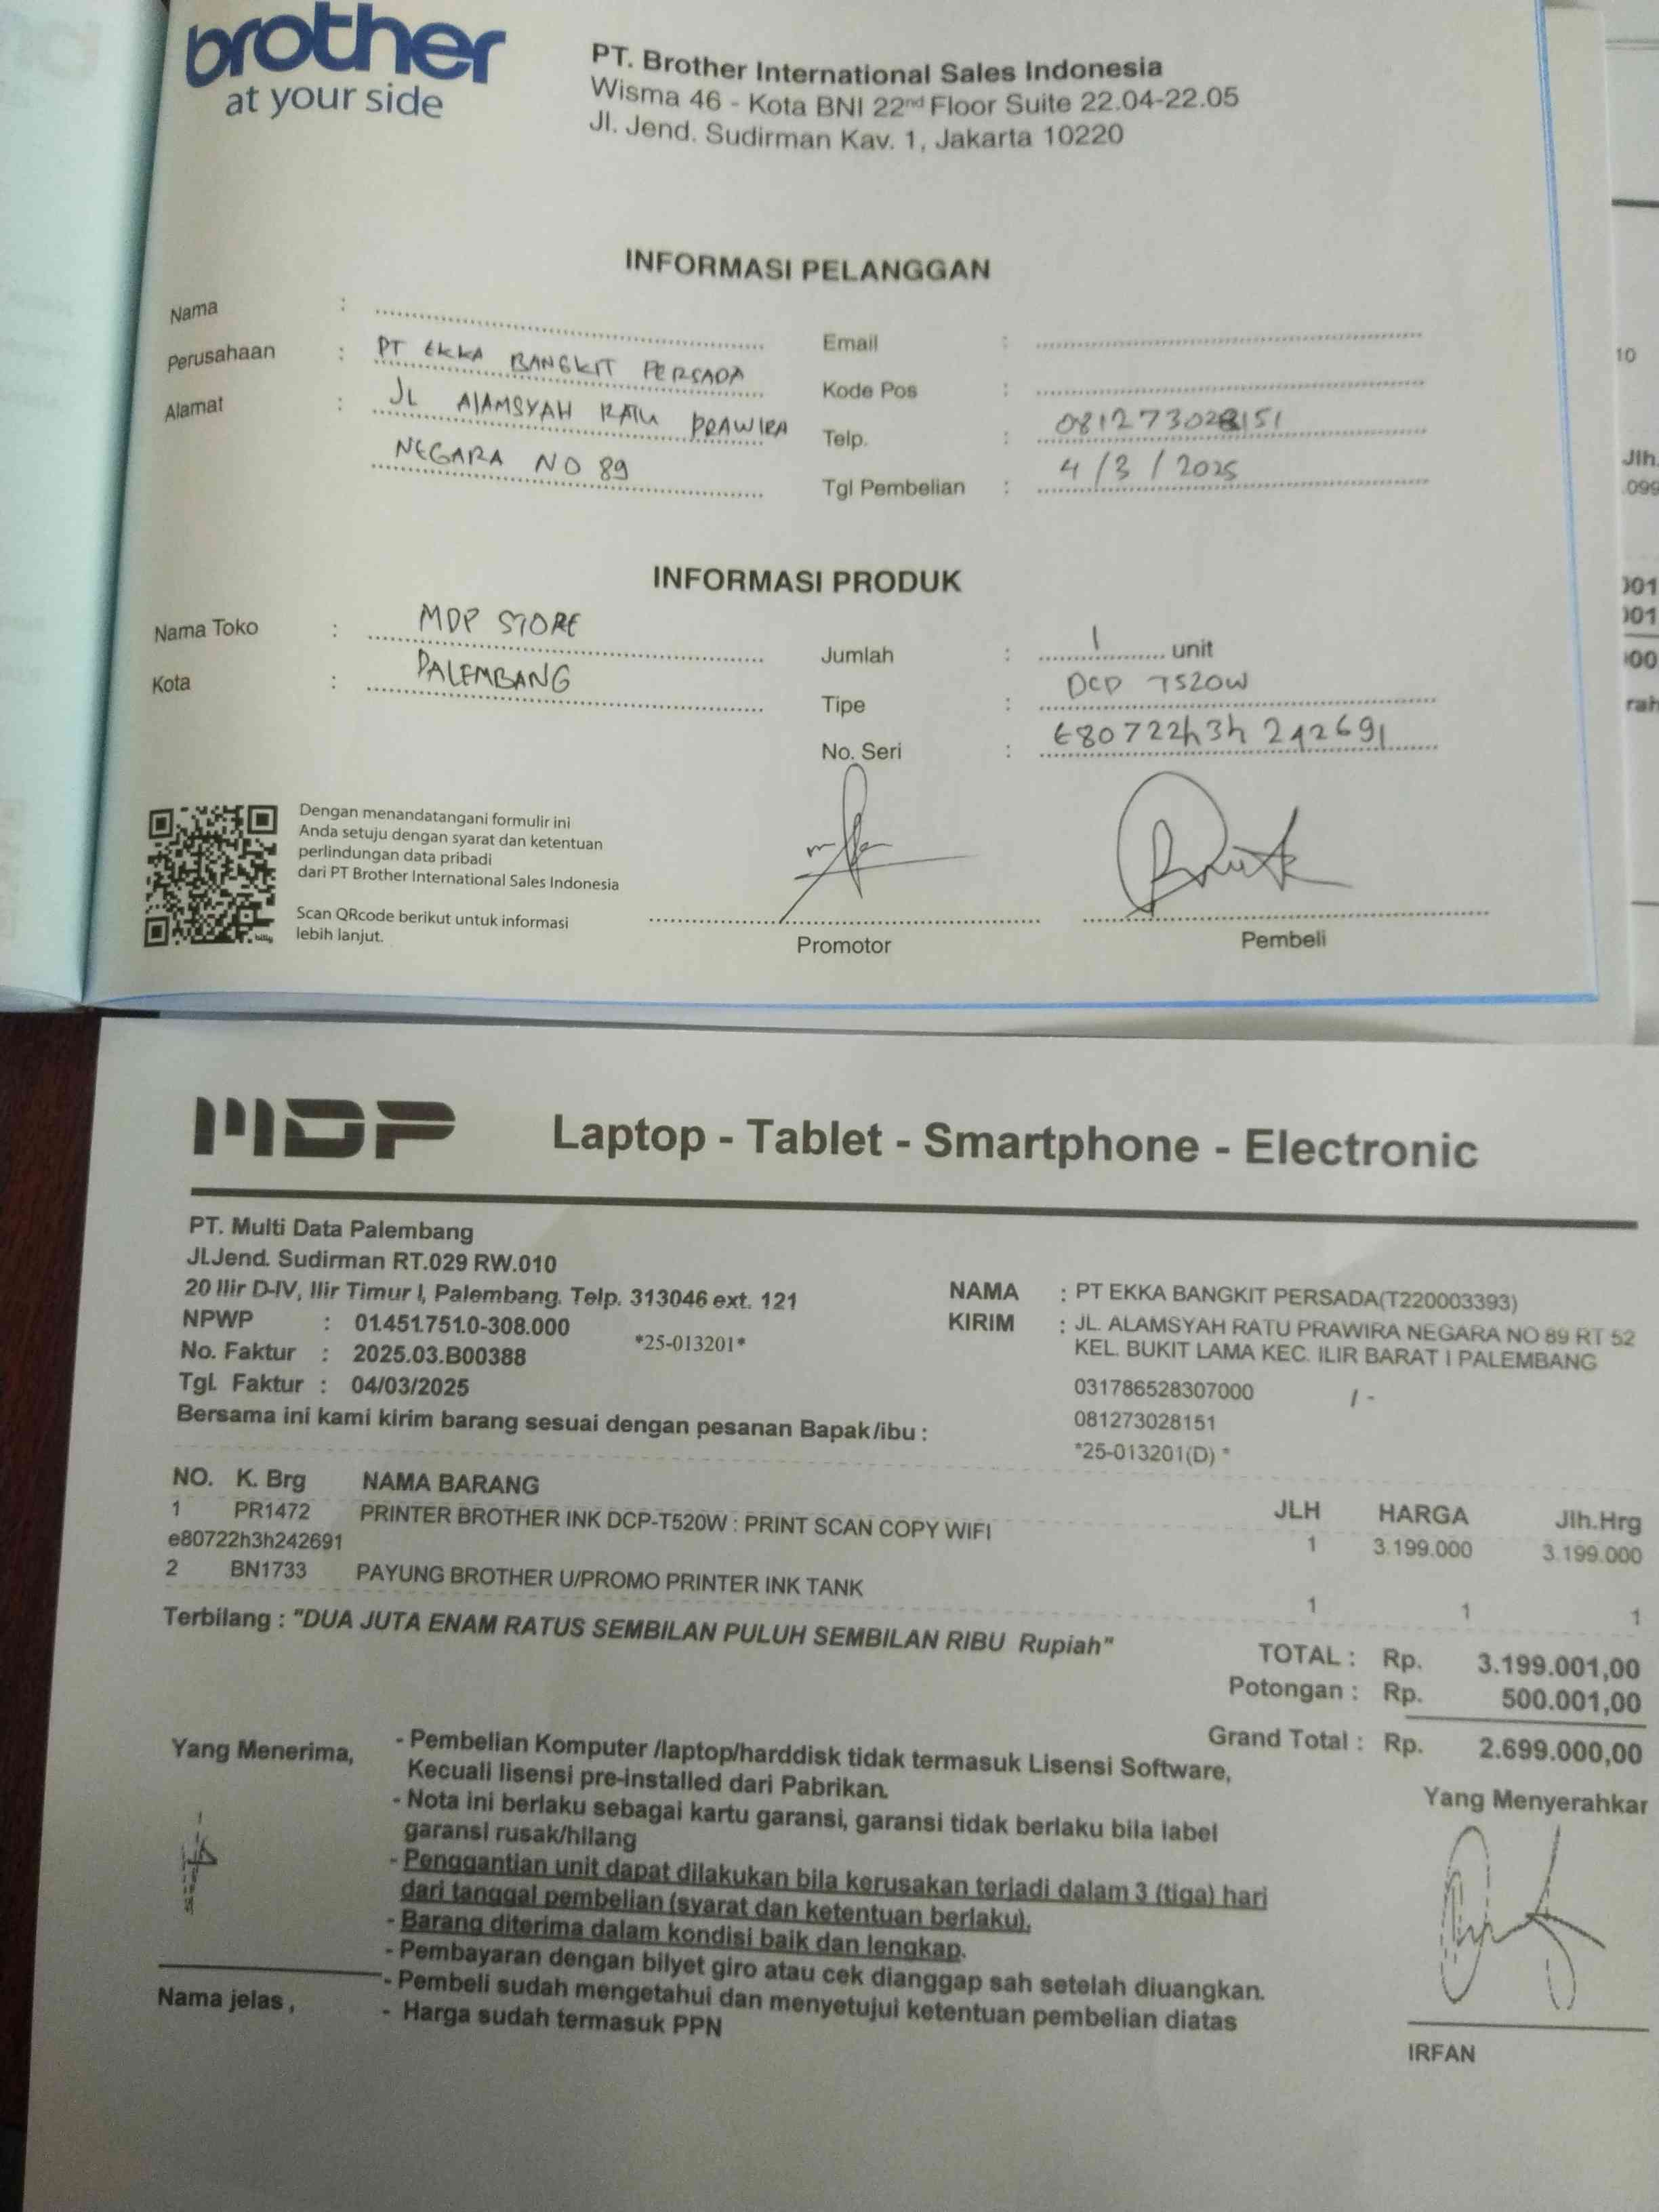 brother
at your side
PT. Brother International Sales Indonesia
Wisma 46 - Kota BNI 22nd Floor Suite 22.04-22.05
Jl. Jend. Sudirman Kav. 1, Jakarta 10220
INFORMASI PELANGGAN
Nama :
Perusahaan : PT EKKA BANGKIT PERSADA
Alamat : JL AlAMSYAH RATU PRAWIRA
NEGARA NO 89
Email :
Kode Pos :
Telp. : 081273028151
Tgl Pembelian : 4/3/2025
INFORMASI PRODUK
Nama Toko : MDP STORE
Kota : PALEMBANG
Jumlah : 1 unit
Tipe : DCP T520W
No. Seri : E80722h3h242691
Dengan menandatangani formulir ini
Anda setuju dengan syarat dan ketentuan
perlindungan data pribadi
dari PT Brother International Sales Indonesia
Scan QRcode berikut untuk informasi
lebih lanjut.
Promotor
Pembeli
10
Jlh.
.099
001
001
00
rah
MDP Laptop - Tablet - Smartphone - Electronic
PT. Multi Data Palembang
Jl.Jend. Sudirman RT.029 RW.010
20 Ilir D-IV, Ilir Timur I, Palembang. Telp. 313046 ext. 121
NPWP : 01.451.751.0-308.000
*25-013201*
No. Faktur : 2025.03.B00388
Tgl. Faktur : 04/03/2025
Bersama ini kami kirim barang sesuai dengan pesanan Bapak/ibu :
NAMA : PT EKKA BANGKIT PERSADA(T220003393)
KIRIM : JL. ALAMSYAH RATU PRAWIRA NEGARA NO 89 RT 52
KEL. BUKIT LAMA KEC. ILIR BARAT I PALEMBANG
031786528307000 / -
081273028151
*25-013201(D) *
NO. K. Brg NAMA BARANG JLH HARGA Jlh.Hrg
1 PR1472 PRINTER BROTHER INK DCP-T520W : PRINT SCAN COPY WIFI 1 3.199.000 3.199.000
e80722h3h242691
2 BN1733 PAYUNG BROTHER U/PROMO PRINTER INK TANK 1 1 1
Terbilang : "DUA JUTA ENAM RATUS SEMBILAN PULUH SEMBILAN RIBU Rupiah"
TOTAL : Rp. 3.199.001,00
Potongan : Rp. 500.001,00
Grand Total : Rp. 2.699.000,00
Yang Menerima,
- Pembelian Komputer /laptop/harddisk tidak termasuk Lisensi Software,
Kecuali lisensi pre-installed dari Pabrikan.
- Nota ini berlaku sebagai kartu garansi, garansi tidak berlaku bila label
garansi rusak/hilang
- Penggantian unit dapat dilakukan bila kerusakan terjadi dalam 3 (tiga) hari
dari tanggal pembelian (syarat dan ketentuan berlaku).
- Barang diterima dalam kondisi baik dan lengkap.
- Pembayaran dengan bilyet giro atau cek dianggap sah setelah diuangkan.
- Pembeli sudah mengetahui dan menyetujui ketentuan pembelian diatas
- Harga sudah termasuk PPN
Yang Menyerahkar
Nama jelas ,
IRFAN